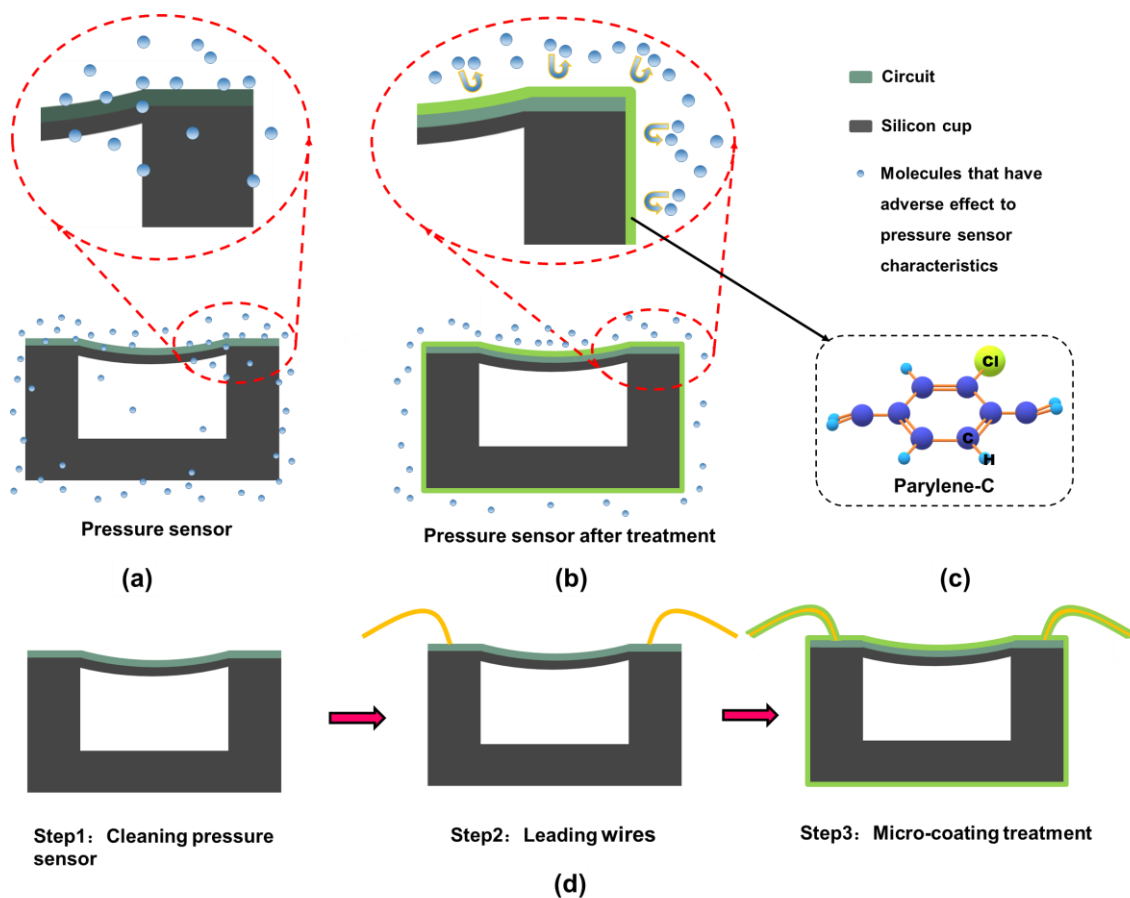 Circuit
Silicon cup
Molecules that have
adverse effect to
pressure sensor
characteristics
Cl
C
H
Parylene-C
Pressure sensor
Pressure sensor after treatment
(a)
(b)
(c)
Step1：Cleaning pressure
sensor
Step2：Leading wires
Step3：Micro-coating treatment
(d)